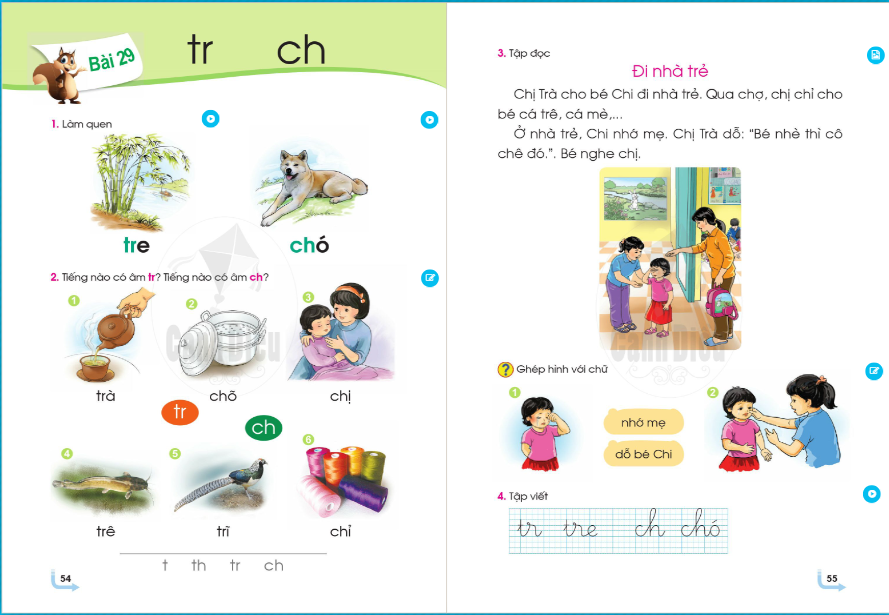 Bài 29
tr ch
1. Làm quen
tre chó
2. Tiếng nào có âm tr? Tiếng nào có âm ch?
1 2 3
trà chõ chị
tr
ch
4 5 6
trê trĩ chỉ
t th tr ch
54
3. Tập đọc
Đi nhà trẻ
Chị Trà cho bé Chi đi nhà trẻ. Qua chợ, chị chỉ cho
bé cá trê, cá mè,...
Ở nhà trẻ, Chi nhớ mẹ. Chị Trà dỗ: “Bé nhè thì cô
chê đó.”. Bé nghe chị.
? Ghép hình với chữ
1 2
nhớ mẹ
dỗ bé Chi
4. Tập viết
tr tre ch chó
55
Cánh Diều
Cánh Diều